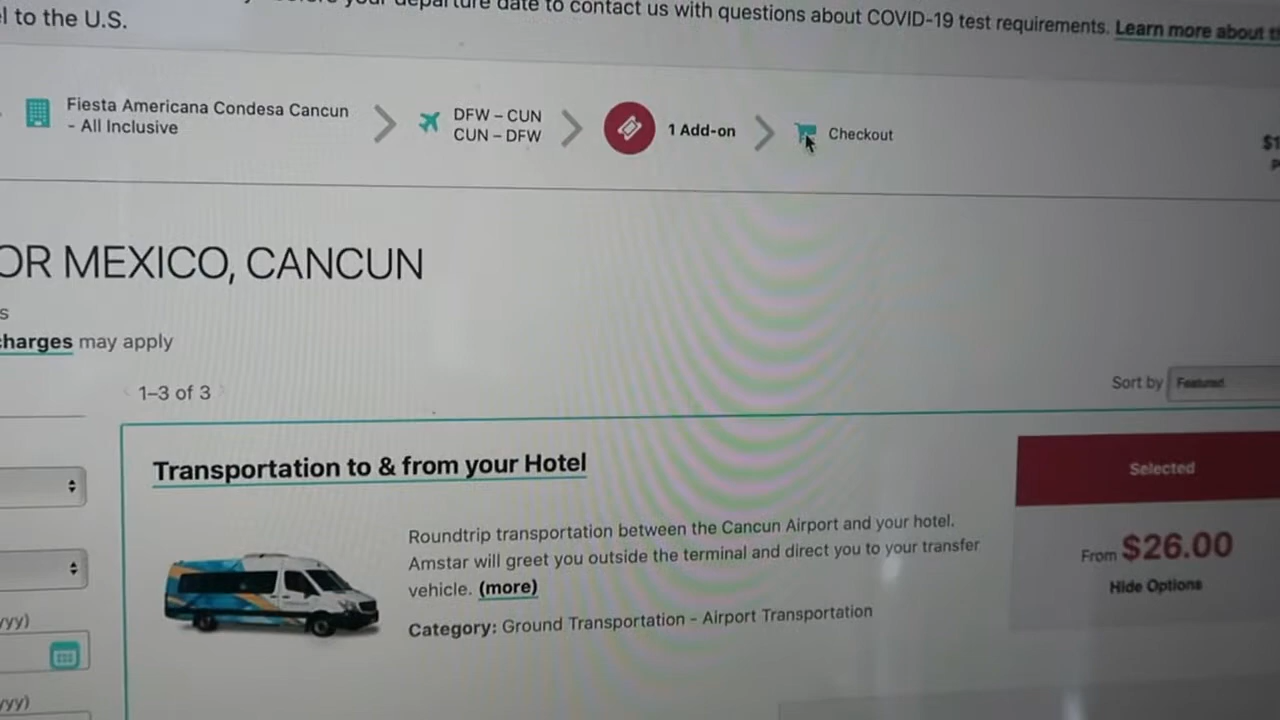 your departure date to contact us with questions about COVID-19 test requirements. Learn more about
to the U.S.
Fiesta Americana Condesa Cancun
- All Inclusive
DFW – CUN
CUN – DFW
1 Add-on
Checkout
OR MEXICO, CANCUN
charges may apply
1–3 of 3
Sort by
Featured
Transportation to & from your Hotel
Selected
Roundtrip transportation between the Cancun Airport and your hotel.
Amstar will greet you outside the terminal and direct you to your transfer
vehicle. (more)
From $26.00
Hide Options
Category: Ground Transportation - Airport Transportation
yyy)
yyy)